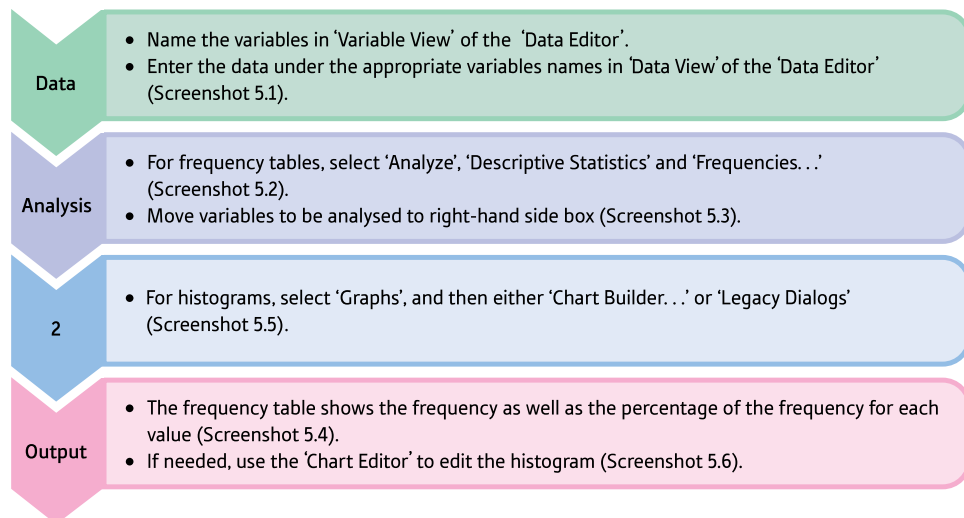 Data
• Name the variables in ‘Variable View’ of the ‘Data Editor’.
• Enter the data under the appropriate variables names in ‘Data View’ of the ‘Data Editor’
(Screenshot 5.1).
Analysis
• For frequency tables, select ‘Analyze’, ‘Descriptive Statistics’ and ‘Frequencies. . .’
(Screenshot 5.2).
• Move variables to be analysed to right-hand side box (Screenshot 5.3).
2
• For histograms, select ‘Graphs’, and then either ‘Chart Builder. . .’ or ‘Legacy Dialogs’
(Screenshot 5.5).
Output
• The frequency table shows the frequency as well as the percentage of the frequency for each
value (Screenshot 5.4).
• If needed, use the ‘Chart Editor’ to edit the histogram (Screenshot 5.6).